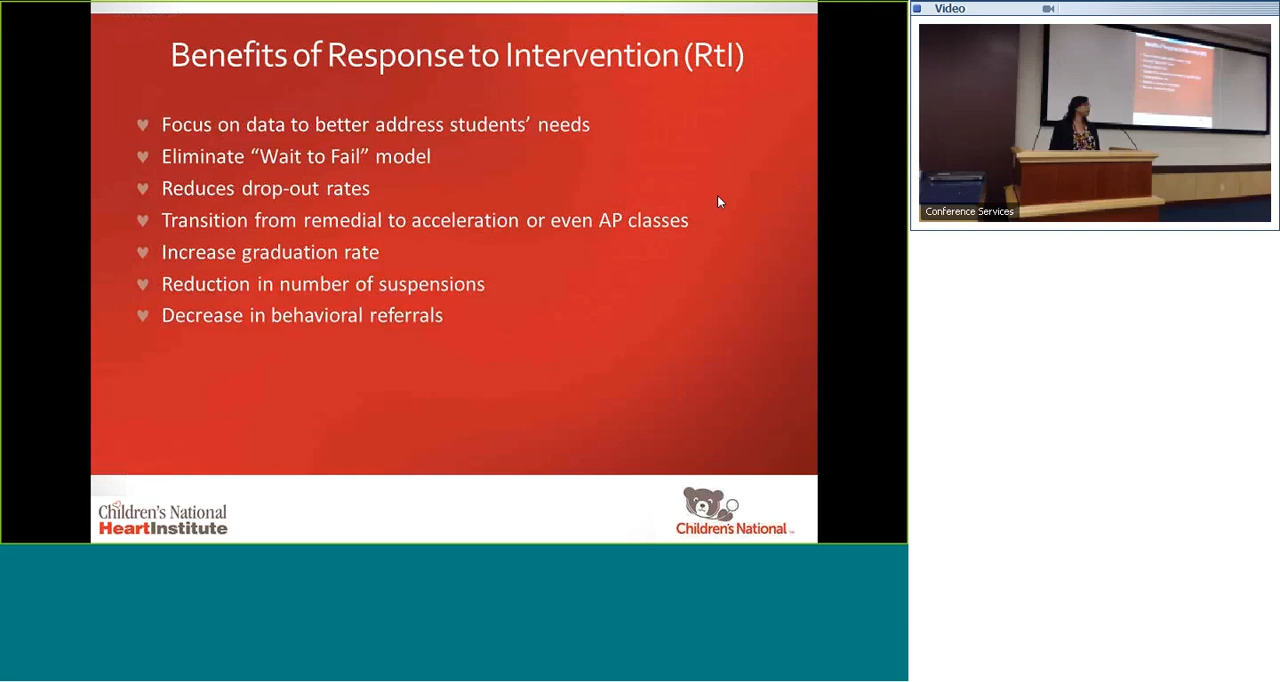 Benefits of Response to Intervention (RtI)
Focus on data to better address students’ needs
Eliminate “Wait to Fail” model
Reduces drop-out rates
Transition from remedial to acceleration or even AP classes
Increase graduation rate
Reduction in number of suspensions
Decrease in behavioral referrals
Children’s National
HeartInstitute
Children’s National
Video
Conference Services